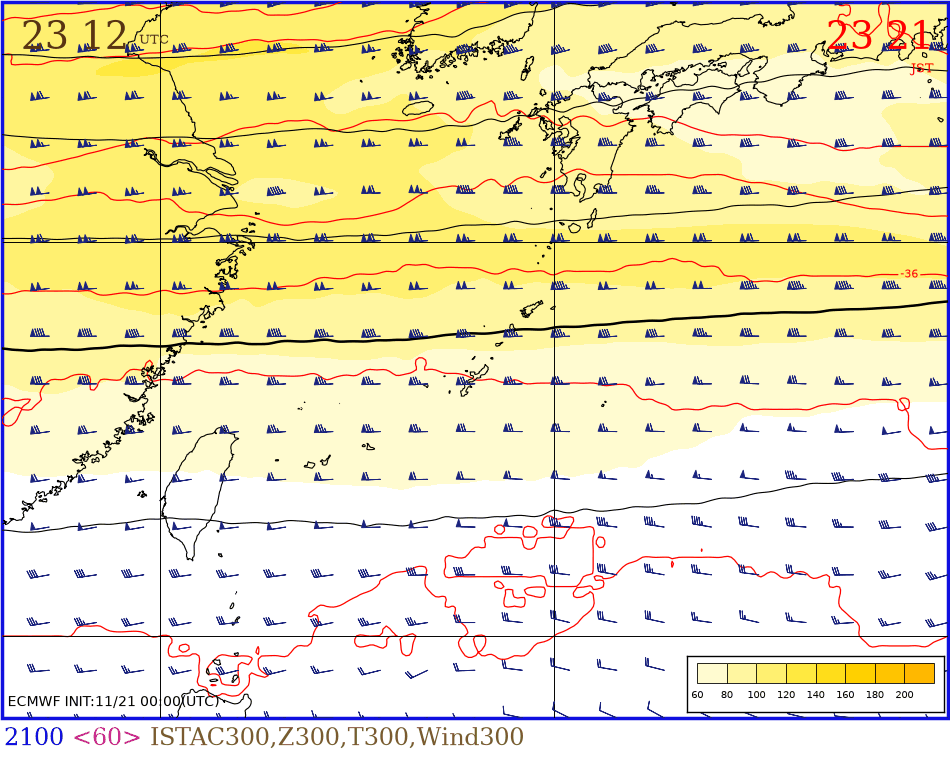 23 12 UTC
23 21
JST
-36
60 80 100 120 140 160 180 200
ECMWF INIT:11/21 00:00(UTC)
2100 <60> ISTAC300,Z300,T300,Wind300